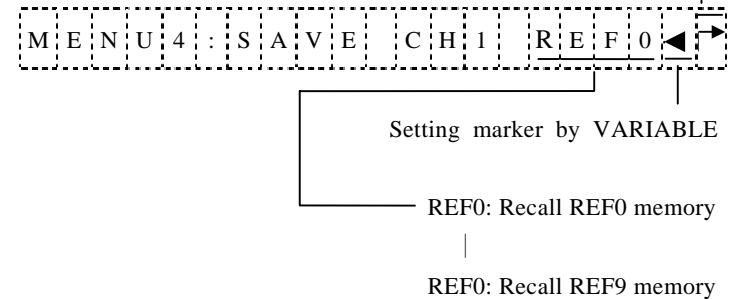 MENU4:SAVE CH1 REF0◀
Setting marker by VARIABLE
REF0: Recall REF0 memory
|
REF0: Recall REF9 memory